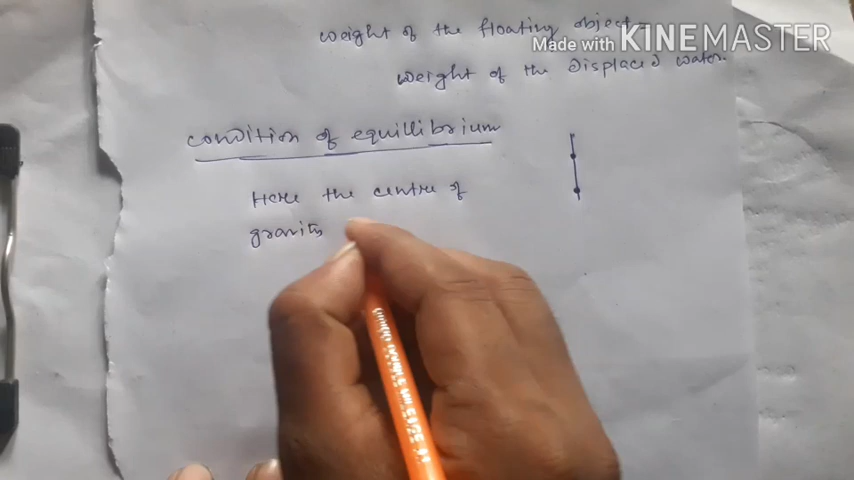 weight of the floating object =
Made with KINEMASTER
weight of the Displaced water.
condition of equillibrium
Here the centre of
gravity